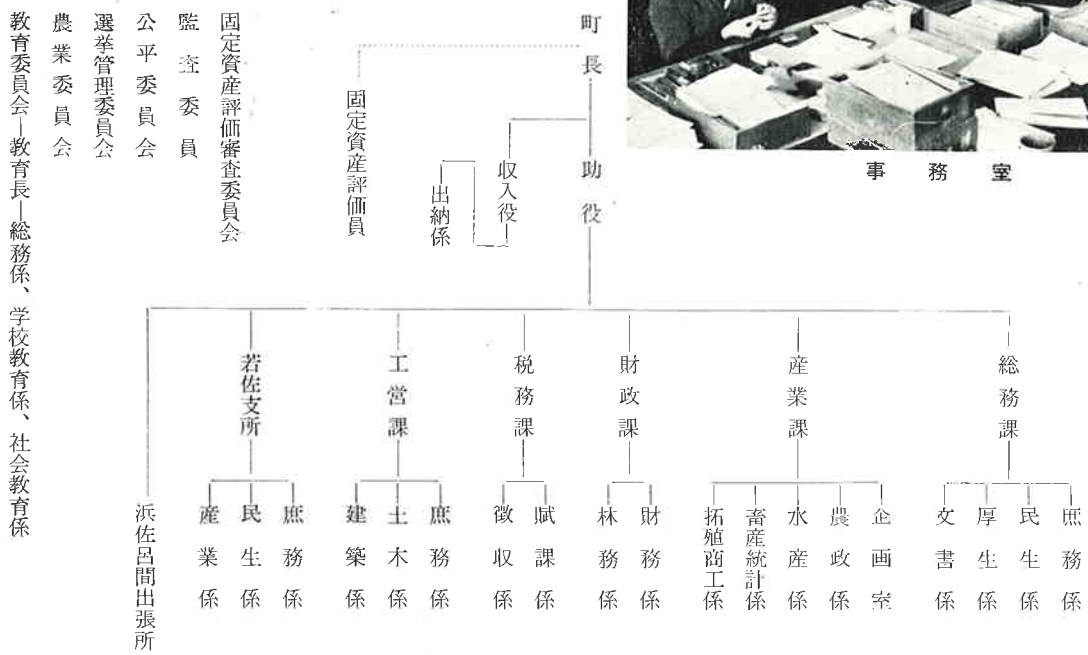 事務室
町長
助役
収入役
出納係
固定資産評価員
総務課
庶務係
民生係
厚生係
文書係
産業課
企画室
農政係
水産係
畜産統計係
拓殖商工係
財政課
財務係
林務係
税務課
賦課係
徴収係
工営課
庶務係
土木係
建築係
若佐支所
庶務係
民生係
産業係
浜佐呂間出張所
固定資産評価審査委員会
監査委員
公平委員会
選挙管理委員会
農業委員会
教育委員会―教育長―総務係、学校教育係、社会教育係